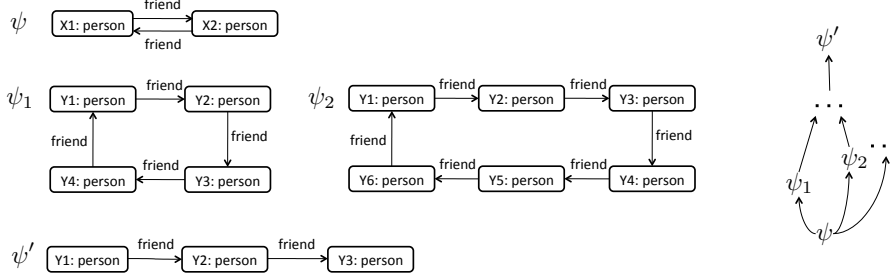 friend
ψ X1: person X2: person
friend
ψ'
friend friend friend
ψ1 Y1: person Y2: person ψ2 Y1: person Y2: person Y3: person
...
friend friend friend friend
..
friend friend friend
ψ2
Y4: person Y3: person Y6: person Y5: person Y4: person
ψ1
friend friend
ψ
ψ' Y1: person Y2: person Y3: person